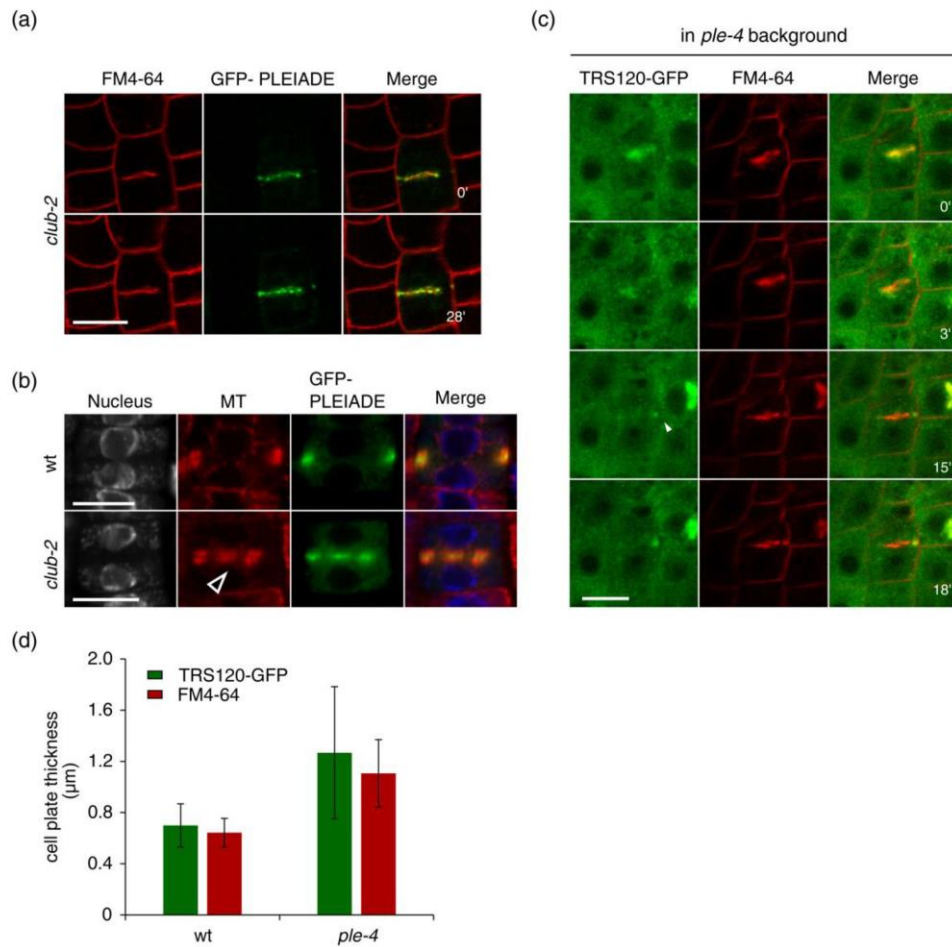 (a)
FM4-64 GFP- PLEIADE Merge
club-2
0'
28'
(b)
Nucleus MT GFP-
PLEIADE Merge
wt
club-2
(c)
in ple-4 background
TRS120-GFP FM4-64 Merge
0'
3'
15'
18'
(d)
cell plate thickness
(µm)
2.0
1.6
1.2
0.8
0.4
0
TRS120-GFP
FM4-64
wt ple-4